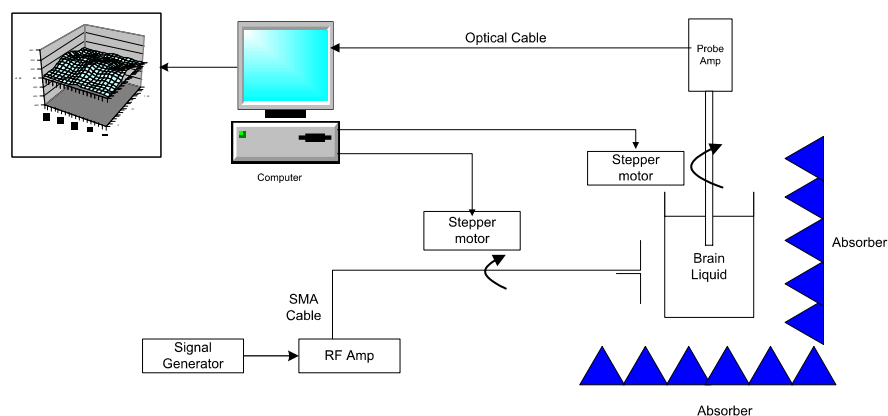 Optical Cable
Probe
Amp
Computer
Stepper
motor
Stepper
motor
Absorber
Brain
Liquid
SMA
Cable
Signal
Generator
RF Amp
Absorber